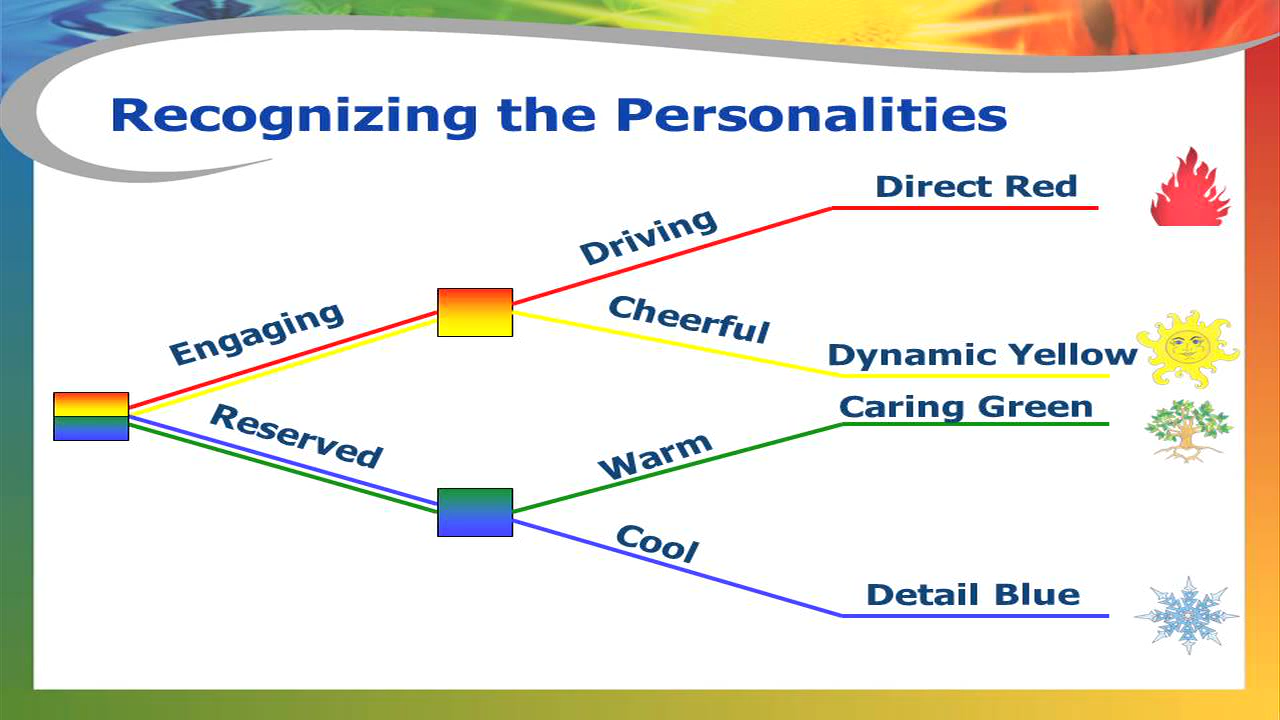 Recognizing the Personalities
Direct Red
Driving
Engaging
Cheerful
Dynamic Yellow
Caring Green
Reserved
Warm
Cool
Detail Blue